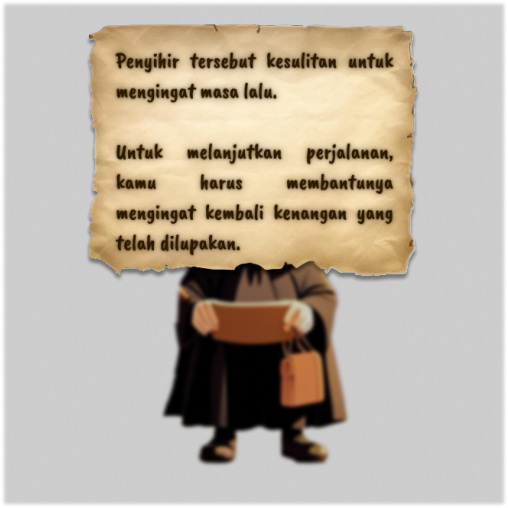 Penyihir tersebut kesulitan untuk
mengingat masa lalu.
Untuk melanjutkan perjalanan,
kamu harus membantunya
mengingat kembali kenangan yang
telah dilupakan.